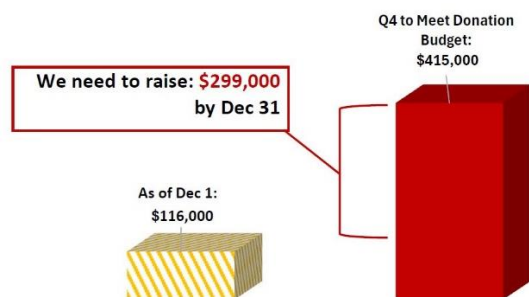 Q4 to Meet Donation
Budget:
$415,000
We need to raise: $299,000
by Dec 31
As of Dec 1:
$116,000